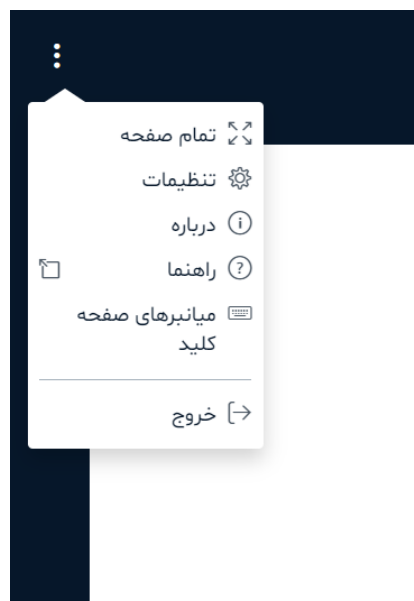 تمام صفحه
تنظیمات
درباره
راهنما
میانبرهای صفحه
کلید
خروج